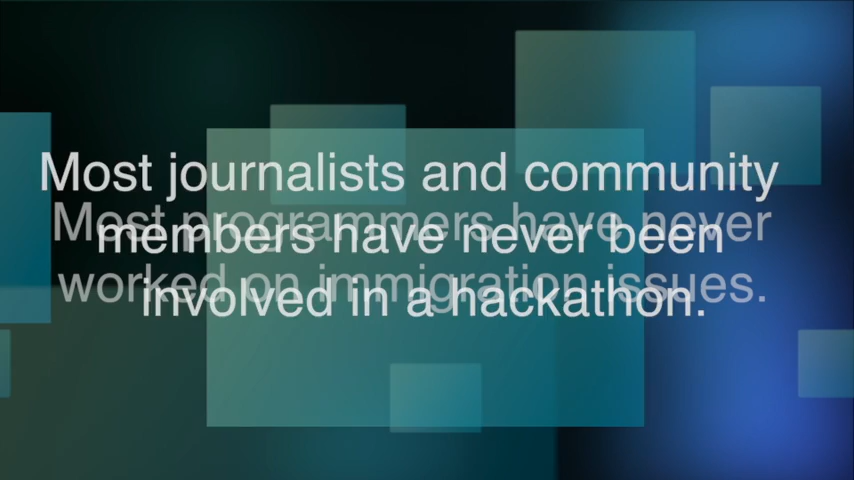 Most journalists and community
Most programmers have never
members have never been
worked on immigration issues.
involved in a hackathon.